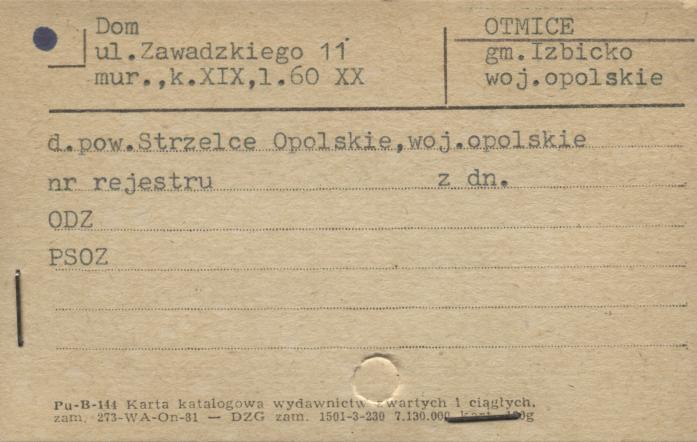 Dom
ul.Zawadzkiego 11
mur.,k.XIX,l.60 XX
OTMICE
gm.Izbicko
woj.opolskie
d.pow.Strzelce Opolskie,woj.opolskie
nr rejestru z dn.
ODZ
PSOZ
Pu-B-144 Karta katalogowa wydawnictw zwartych i ciągłych.
zam. 273-WA-On-81 — DZG zam. 1501-3-230 7.130.000